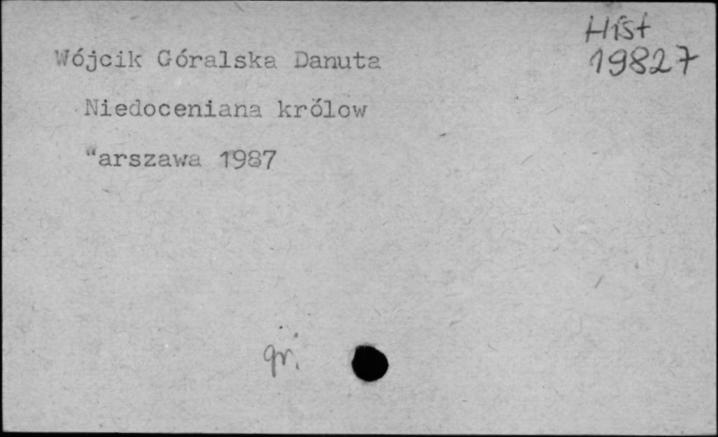 Hist
19827
Wójcik Góralska Danuta
Niedoceniana królow
"arszawa 1987